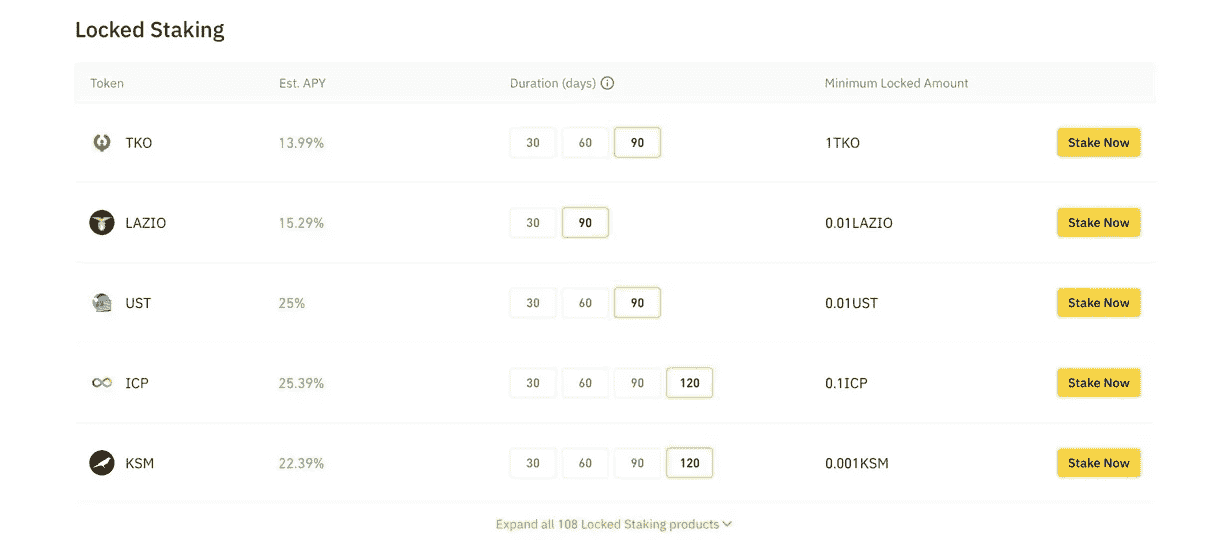 Locked Staking
Token Est. APY Duration (days) Minimum Locked Amount
TKO 13.99% 30 60 90 1TKO Stake Now
LAZIO 15.29% 30 90 0.01LAZIO Stake Now
UST 25% 30 60 90 0.01UST Stake Now
ICP 25.39% 30 60 90 120 0.1ICP Stake Now
KSM 22.39% 30 60 90 120 0.001KSM Stake Now
Expand all 108 Locked Staking products